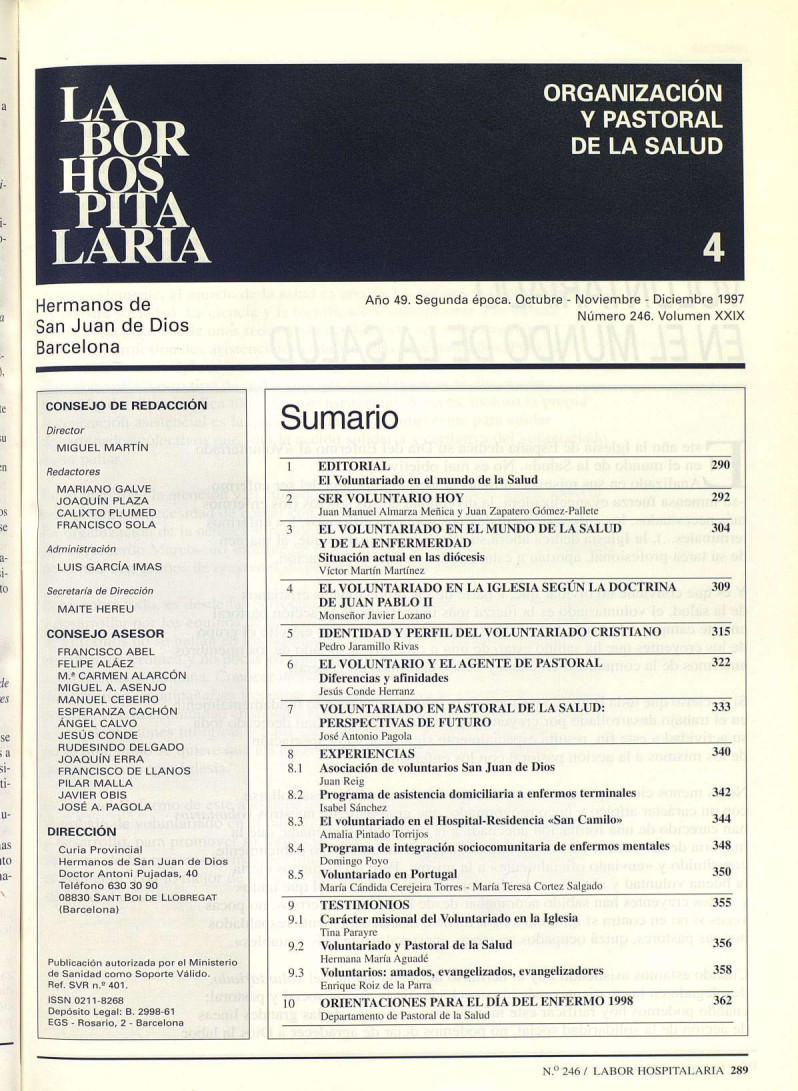 LA
BOR
HOS
PITA
LARIA
ORGANIZACIÓN
Y PASTORAL
DE LA SALUD
4
Hermanos de
San Juan de Dios
Barcelona
Año 49. Segunda época. Octubre - Noviembre - Diciembre 1997
Número 246. Volumen XXIX
CONSEJO DE REDACCIÓN
Director
MIGUEL MARTÍN
Redactores
MARIANO GALVE
JOAQUÍN PLAZA
CALIXTO PLUMED
FRANCISCO SOLA
Administración
LUIS GARCÍA IMAS
Secretaría de Dirección
MAITE HEREU
CONSEJO ASESOR
FRANCISCO ABEL
FELIPE ALÁEZ
M.ª CARMEN ALARCÓN
MIGUEL A. ASENJO
MANUEL CEBEIRO
ESPERANZA CACHÓN
ÁNGEL CALVO
JESÚS CONDE
RUDESINDO DELGADO
JOAQUÍN ERRA
FRANCISCO DE LLANOS
PILAR MALLA
JAVIER OBIS
JOSÉ A. PAGOLA
DIRECCIÓN
Curia Provincial
Hermanos de San Juan de Dios
Doctor Antoni Pujadas, 40
Teléfono 630 30 90
08830 SANT BOI DE LLOBREGAT
(Barcelona)
Publicación autorizada por el Ministerio
de Sanidad como Soporte Válido.
Ref. SVR n.º 401.
ISSN 0211-8268
Depósito Legal: B. 2998-61
EGS - Rosario, 2 - Barcelona
Sumario
1 EDITORIAL 290
El Voluntariado en el mundo de la Salud
2 SER VOLUNTARIO HOY 292
Juan Manuel Almarza Meñica y Juan Zapatero Gómez-Pallete
3 EL VOLUNTARIADO EN EL MUNDO DE LA SALUD 304
Y DE LA ENFERMERDAD
Situación actual en las diócesis
Víctor Martín Martínez
4 EL VOLUNTARIADO EN LA IGLESIA SEGÚN LA DOCTRINA 309
DE JUAN PABLO II
Monseñor Javier Lozano
5 IDENTIDAD Y PERFIL DEL VOLUNTARIADO CRISTIANO 315
Pedro Jaramillo Rivas
6 EL VOLUNTARIO Y EL AGENTE DE PASTORAL 322
Diferencias y afinidades
Jesús Conde Herranz
7 VOLUNTARIADO EN PASTORAL DE LA SALUD: 333
PERSPECTIVAS DE FUTURO
José Antonio Pagola
8 EXPERIENCIAS 340
8.1 Asociación de voluntarios San Juan de Dios
Juan Reig
8.2 Programa de asistencia domiciliaria a enfermos terminales 342
Isabel Sánchez
8.3 El voluntariado en el Hospital-Residencia «San Camilo» 344
Amalia Pintado Torrijos
8.4 Programa de integración sociocomunitaria de enfermos mentales 348
Domingo Poyo
8.5 Voluntariado en Portugal 350
María Cándida Cerejeira Torres - María Teresa Cortez Salgado
9 TESTIMONIOS 355
9.1 Carácter misional del Voluntariado en la Iglesia
Tina Parayre
9.2 Voluntariado y Pastoral de la Salud 356
Hermana María Aguadé
9.3 Voluntarios: amados, evangelizados, evangelizadores 358
Enrique Roiz de la Parra
10 ORIENTACIONES PARA EL DÍA DEL ENFERMO 1998 362
Departamento de Pastoral de la Salud
N.º 246 / LABOR HOSPITALARIA 289